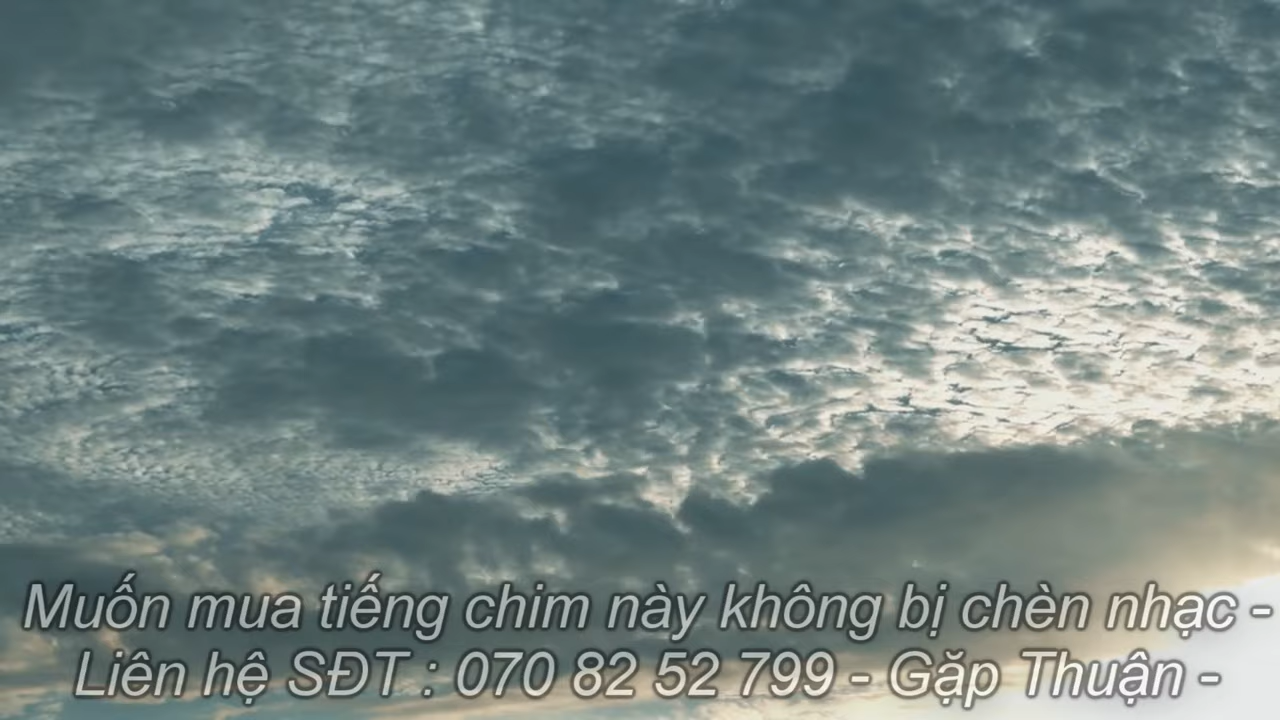 Muốn mua tiếng chim này không bị chèn nhạc -
Liên hệ SĐT : 070 82 52 799 - Gặp Thuận -